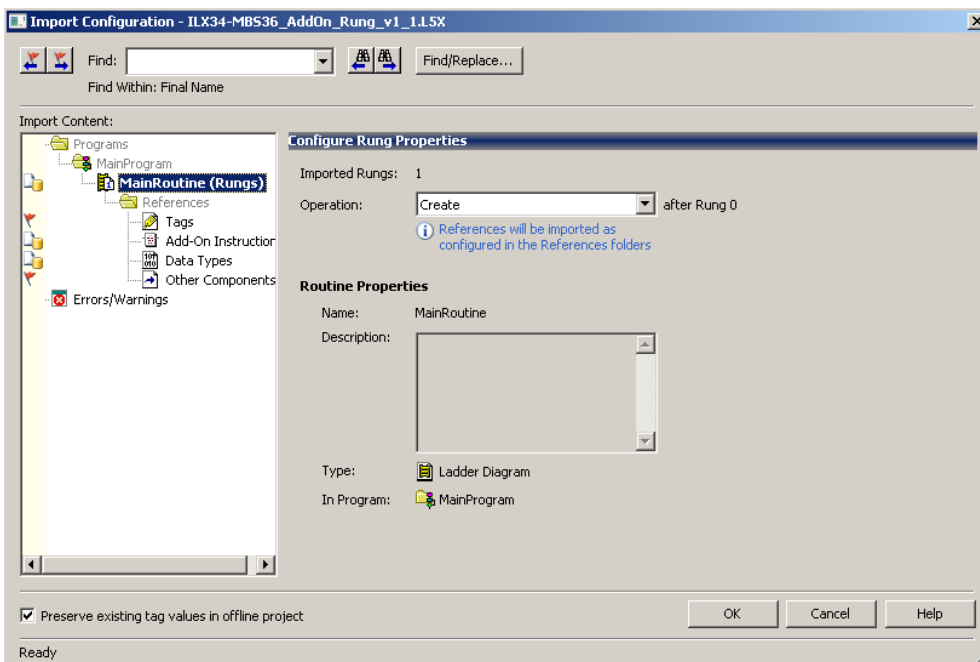 Import Configuration - ILX34-MBS36_AddOn_Rung_v1_1.L5X
Find:
Find/Replace...
Find Within: Final Name
Import Content:
Programs
MainProgram
MainRoutine (Rungs)
References
Tags
Add-On Instruction
Data Types
Other Components
Errors/Warnings
Configure Rung Properties
Imported Rungs: 1
Operation: Create after Rung 0
References will be imported as
configured in the References folders
Routine Properties
Name: MainRoutine
Description:
Type: Ladder Diagram
In Program: MainProgram
Preserve existing tag values in offline project
OK Cancel Help
Ready